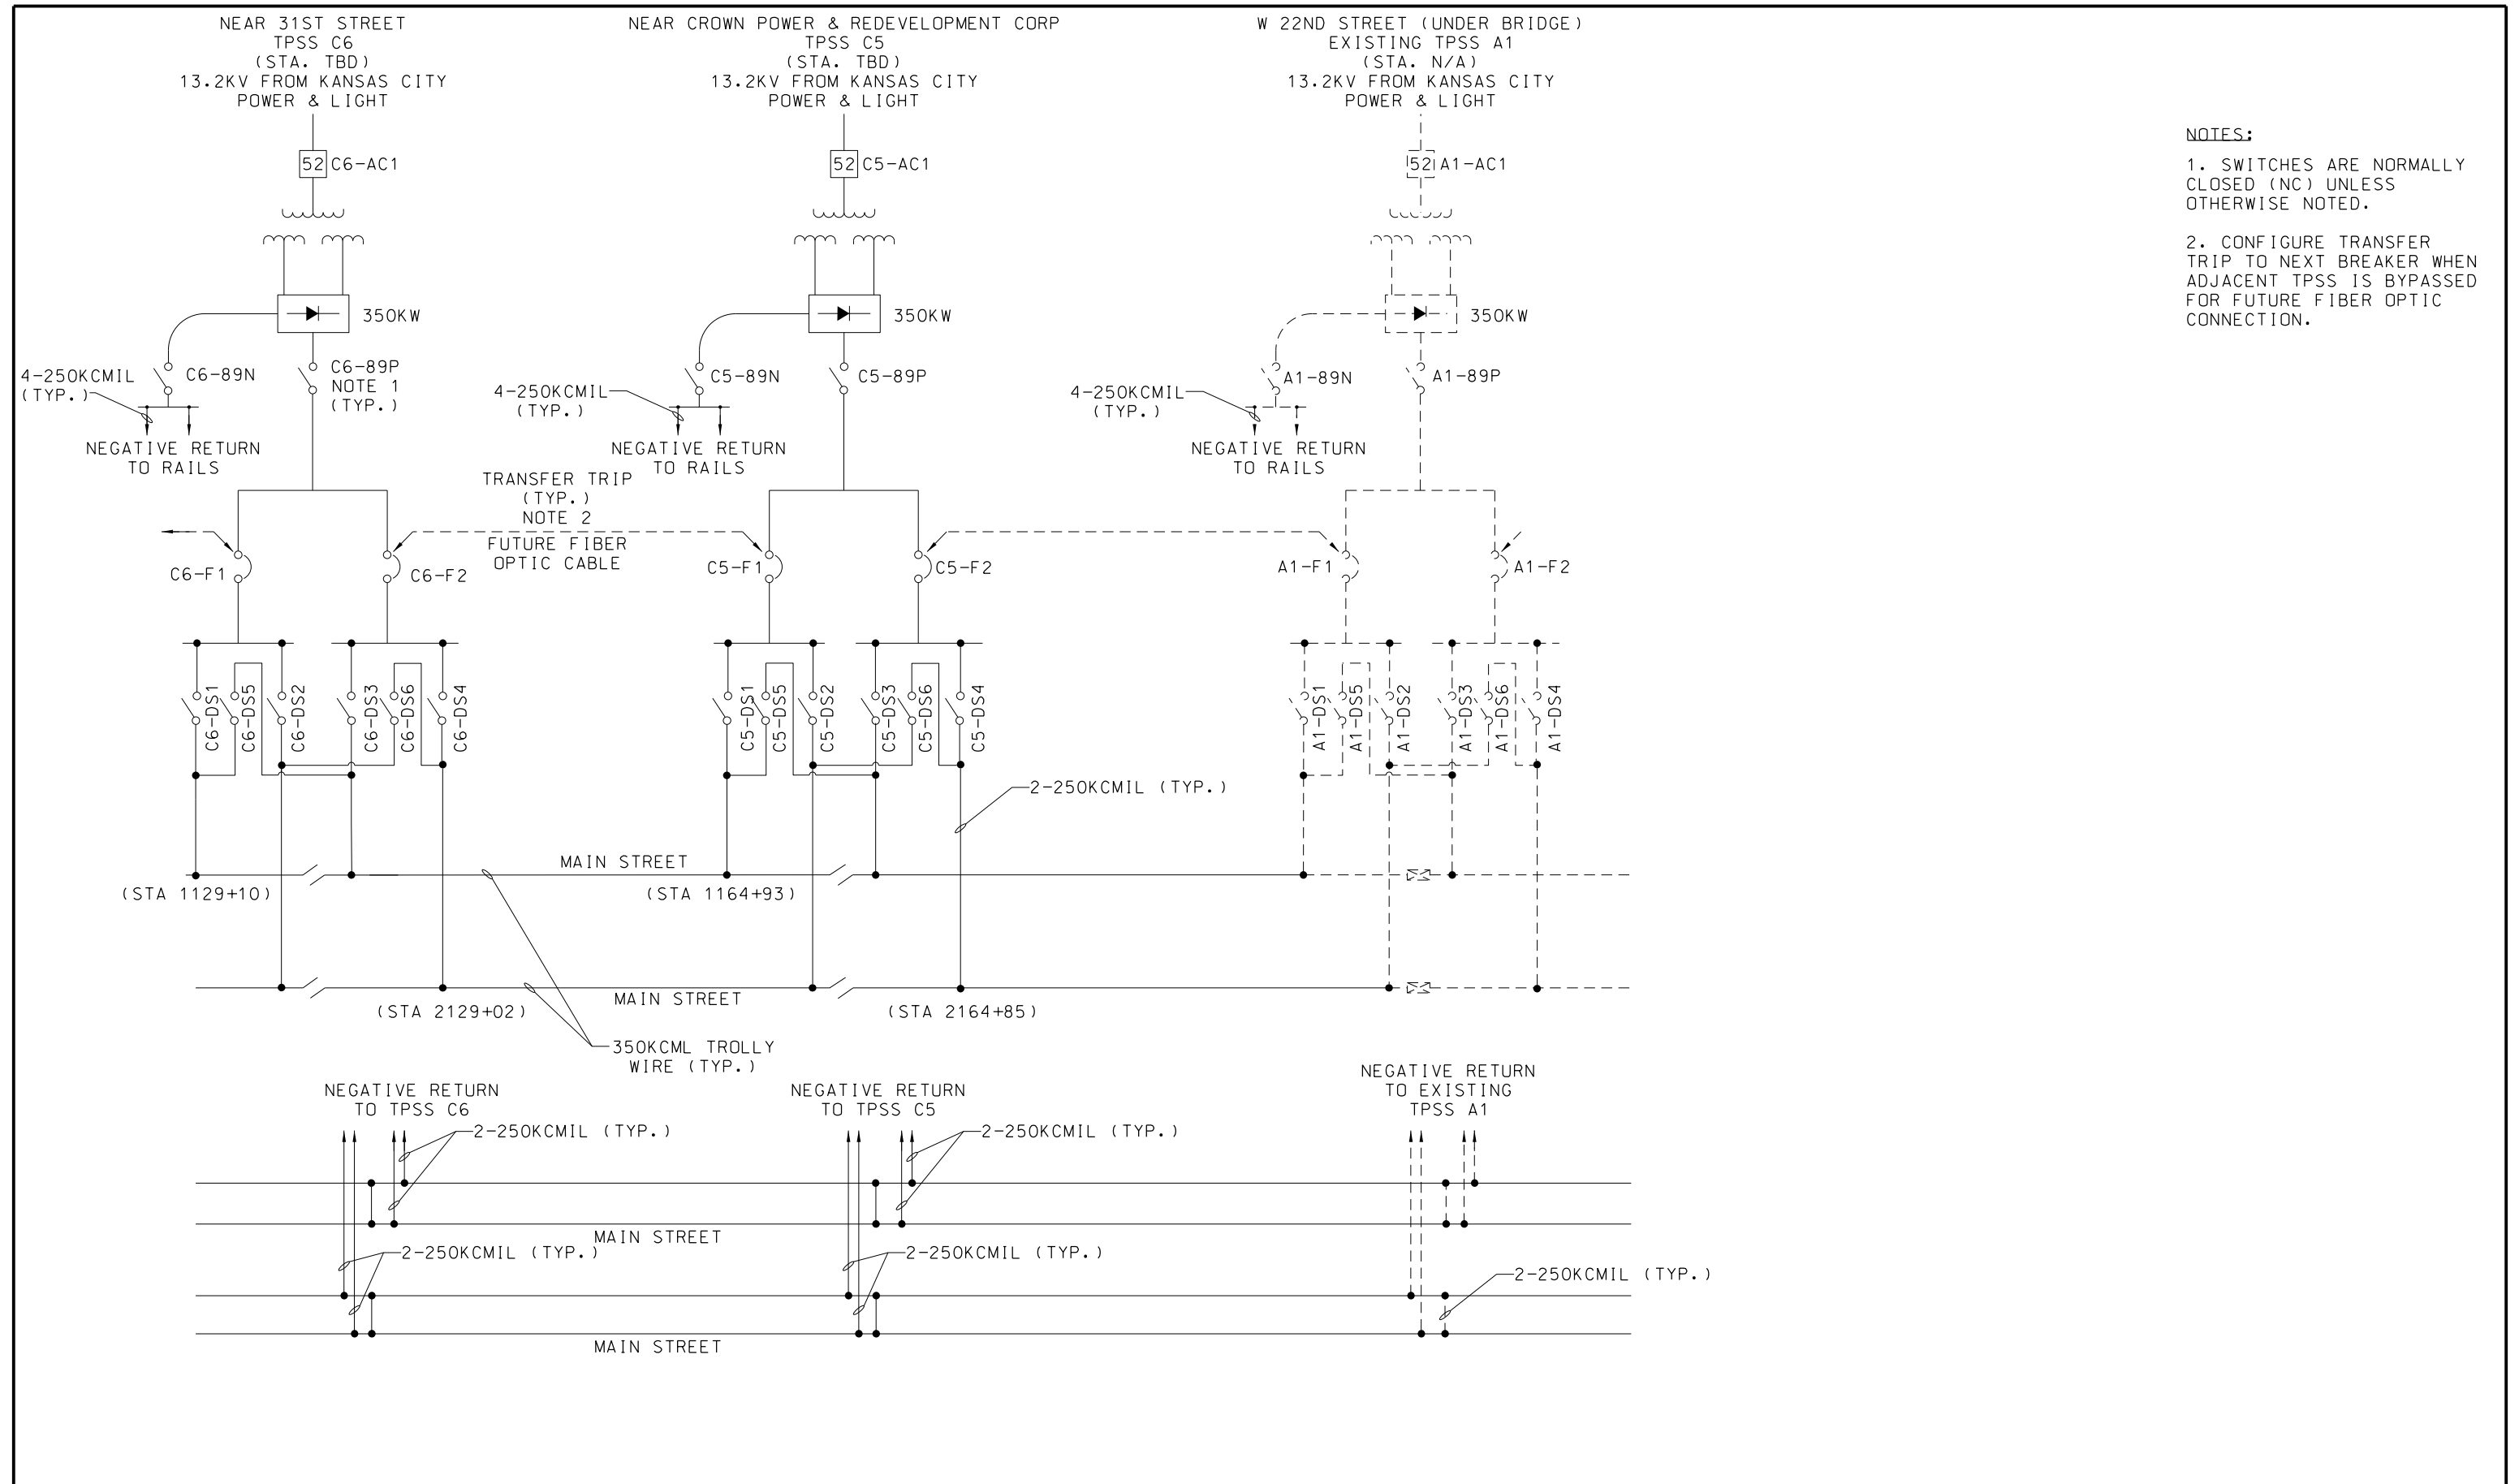 NEAR 31ST STREET
TPSS C6
(STA. TBD)
13.2KV FROM KANSAS CITY
POWER & LIGHT
52 C6-AC1
350KW
C6-89N
C6-89P
NOTE 1
(TYP.)
4-250KCMIL
(TYP.)
NEGATIVE RETURN
TO RAILS
NEAR CROWN POWER & REDEVELOPMENT CORP
TPSS C5
(STA. TBD)
13.2KV FROM KANSAS CITY
POWER & LIGHT
52 C5-AC1
350KW
C5-89N
C5-89P
4-250KCMIL
(TYP.)
NEGATIVE RETURN
TO RAILS
W 22ND STREET (UNDER BRIDGE)
EXISTING TPSS A1
(STA. N/A)
13.2KV FROM KANSAS CITY
POWER & LIGHT
52 A1-AC1
350KW
A1-89N
A1-89P
4-250KCMIL
(TYP.)
NEGATIVE RETURN
TO RAILS
NOTES:
1. SWITCHES ARE NORMALLY
CLOSED (NC) UNLESS
OTHERWISE NOTED.
2. CONFIGURE TRANSFER
TRIP TO NEXT BREAKER WHEN
ADJACENT TPSS IS BYPASSED
FOR FUTURE FIBER OPTIC
CONNECTION.
TRANSFER TRIP
(TYP.)
NOTE 2
FUTURE FIBER
OPTIC CABLE
C6-F1
C6-F2
C5-F1
C5-F2
A1-F1
A1-F2
C6-DS1
C6-DS5
C6-DS2
C6-DS3
C6-DS6
C6-DS4
C5-DS1
C5-DS5
C5-DS2
C5-DS3
C5-DS6
C5-DS4
A1-DS1
A1-DS5
A1-DS2
A1-DS3
A1-DS6
A1-DS4
2-250KCMIL (TYP.)
MAIN STREET
(STA 1129+10)
(STA 1164+93)
MAIN STREET
(STA 2129+02)
(STA 2164+85)
350KCML TROLLY
WIRE (TYP.)
NEGATIVE RETURN
TO TPSS C6
NEGATIVE RETURN
TO TPSS C5
NEGATIVE RETURN
TO EXISTING
TPSS A1
2-250KCMIL (TYP.)
2-250KCMIL (TYP.)
MAIN STREET
2-250KCMIL (TYP.)
2-250KCMIL (TYP.)
2-250KCMIL (TYP.)
MAIN STREET